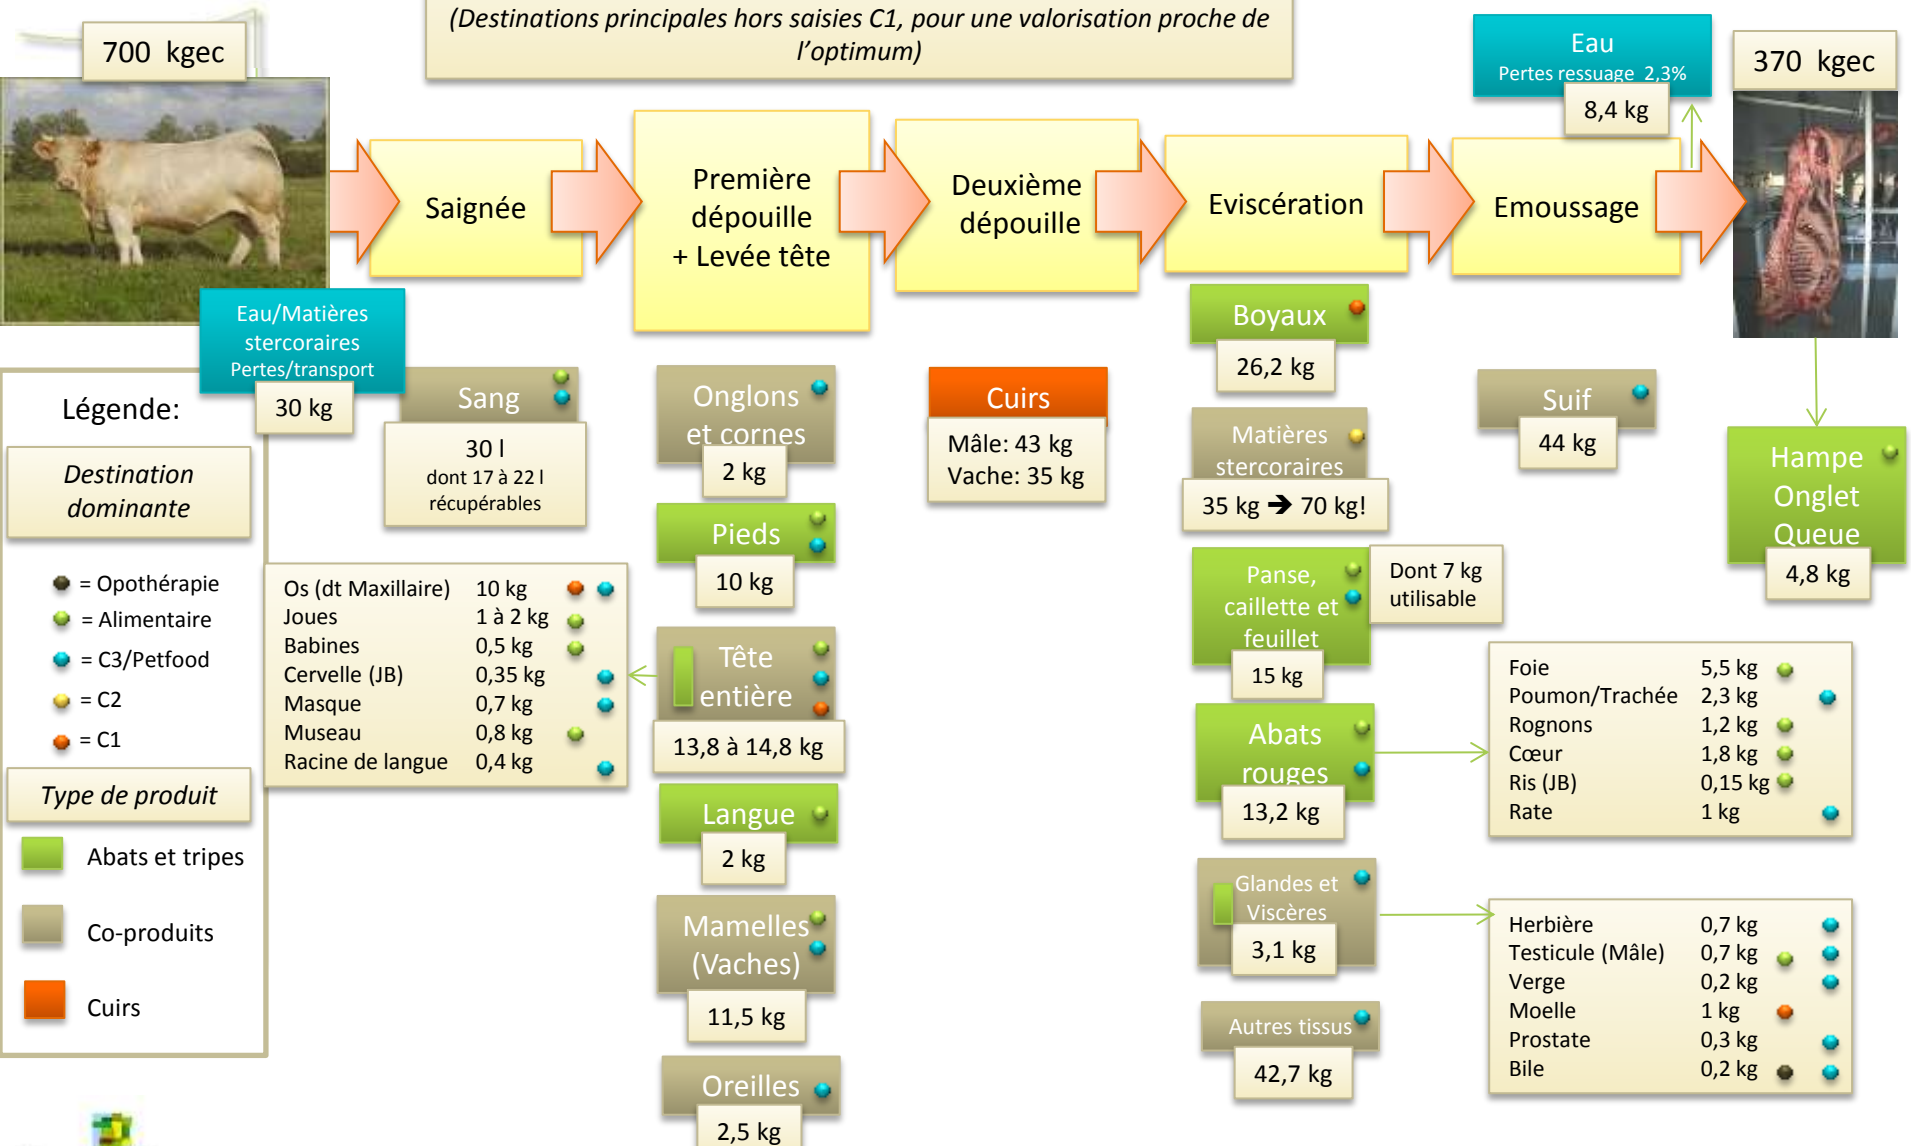 (Destinations principales hors saisies C1, pour une valorisation proche de
l'optimum)
700 kgec
Eau
Pertes ressuage 2,3%
8,4 kg
370 kgec
Saignée
Première
dépouille
+ Levée tête
Deuxième
dépouille
Eviscération
Emoussage
Eau/Matières
stercoraires
Pertes/transport
30 kg
Sang
30 l
dont 17 à 22 l
récupérables
Onglons
et cornes
2 kg
Pieds
10 kg
Tête
entière
13,8 à 14,8 kg
Os (dt Maxillaire) 10 kg
Joues 1 à 2 kg
Babines 0,5 kg
Cervelle (JB) 0,35 kg
Masque 0,7 kg
Museau 0,8 kg
Racine de langue 0,4 kg
Langue
2 kg
Mamelles
(Vaches)
11,5 kg
Oreilles
2,5 kg
Cuirs
Mâle: 43 kg
Vache: 35 kg
Boyaux
26,2 kg
Matières
stercoraires
35 kg ➔ 70 kg!
Panse,
caillette et
feuillet
15 kg
Dont 7 kg
utilisable
Abats
rouges
13,2 kg
Foie 5,5 kg
Poumon/Trachée 2,3 kg
Rognons 1,2 kg
Cœur 1,8 kg
Ris (JB) 0,15 kg
Rate 1 kg
Glandes et
Viscères
3,1 kg
Herbière 0,7 kg
Testicule (Mâle) 0,7 kg
Verge 0,2 kg
Moelle 1 kg
Prostate 0,3 kg
Bile 0,2 kg
Autres tissus
42,7 kg
Suif
44 kg
Hampe
Onglet
Queue
4,8 kg
Légende:
Destination
dominante
= Opothérapie
= Alimentaire
= C3/Petfood
= C2
= C1
Type de produit
Abats et tripes
Co-produits
Cuirs